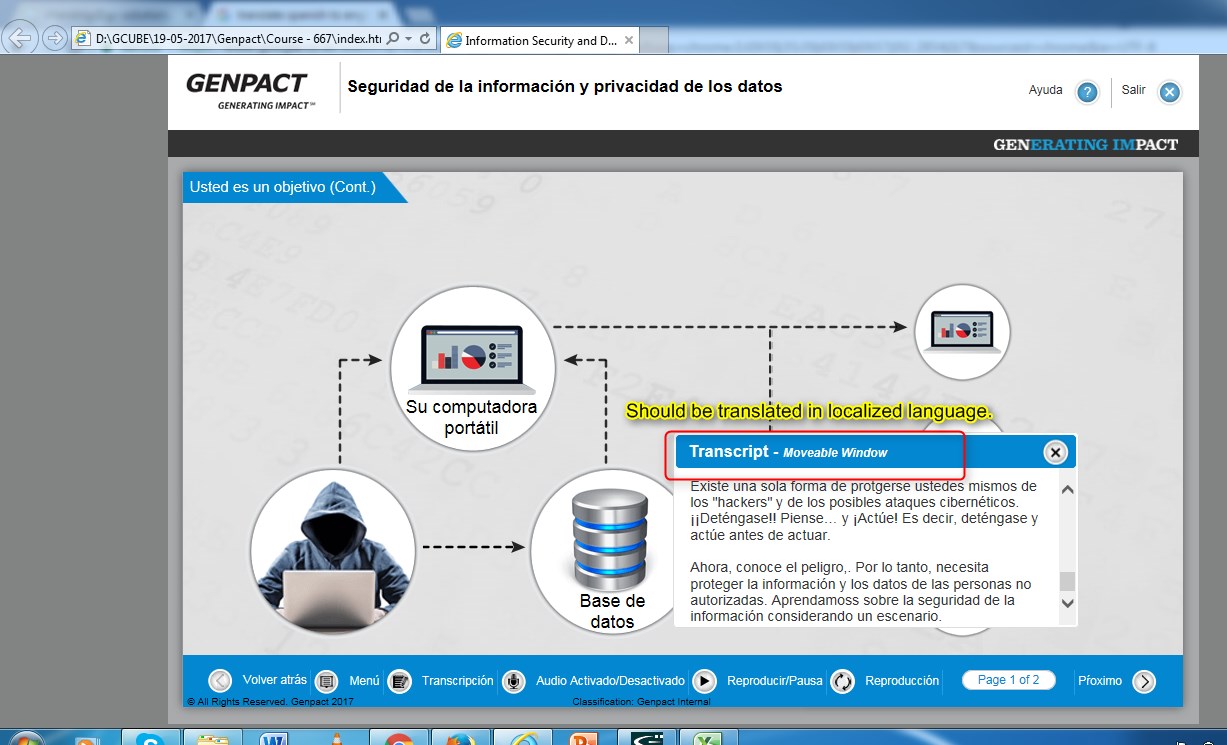 D:\GCUBE\19-05-2017\Genpact\Course - 667\index.htm
Information Security and D...
GENPACT
GENERATING IMPACT℠
Seguridad de la información y privacidad de los datos
Ayuda ?
Salir
GENERATING IMPACT
Usted es un objetivo (Cont.)
Su computadora
portátil
Should be translated in localized language.
Transcript - Moveable Window
Existe una sola forma de protgerse ustedes mismos de
los "hackers" y de los posibles ataques cibernéticos.
¡¡Deténgase!! Piense… y ¡Actúe! Es decir, deténgase y
actúe antes de actuar.
Ahora, conoce el peligro,. Por lo tanto, necesita
proteger la información y los datos de las personas no
autorizadas. Aprendamoss sobre la seguridad de la
información considerando un escenario.
Base de
datos
Volver atrás
Menú
Transcripción
Audio Activado/Desactivado
Reproducir/Pausa
Reproducción
Page 1 of 2
Próximo
© All Rights Reserved. Genpact 2017
Classification: Genpact Internal